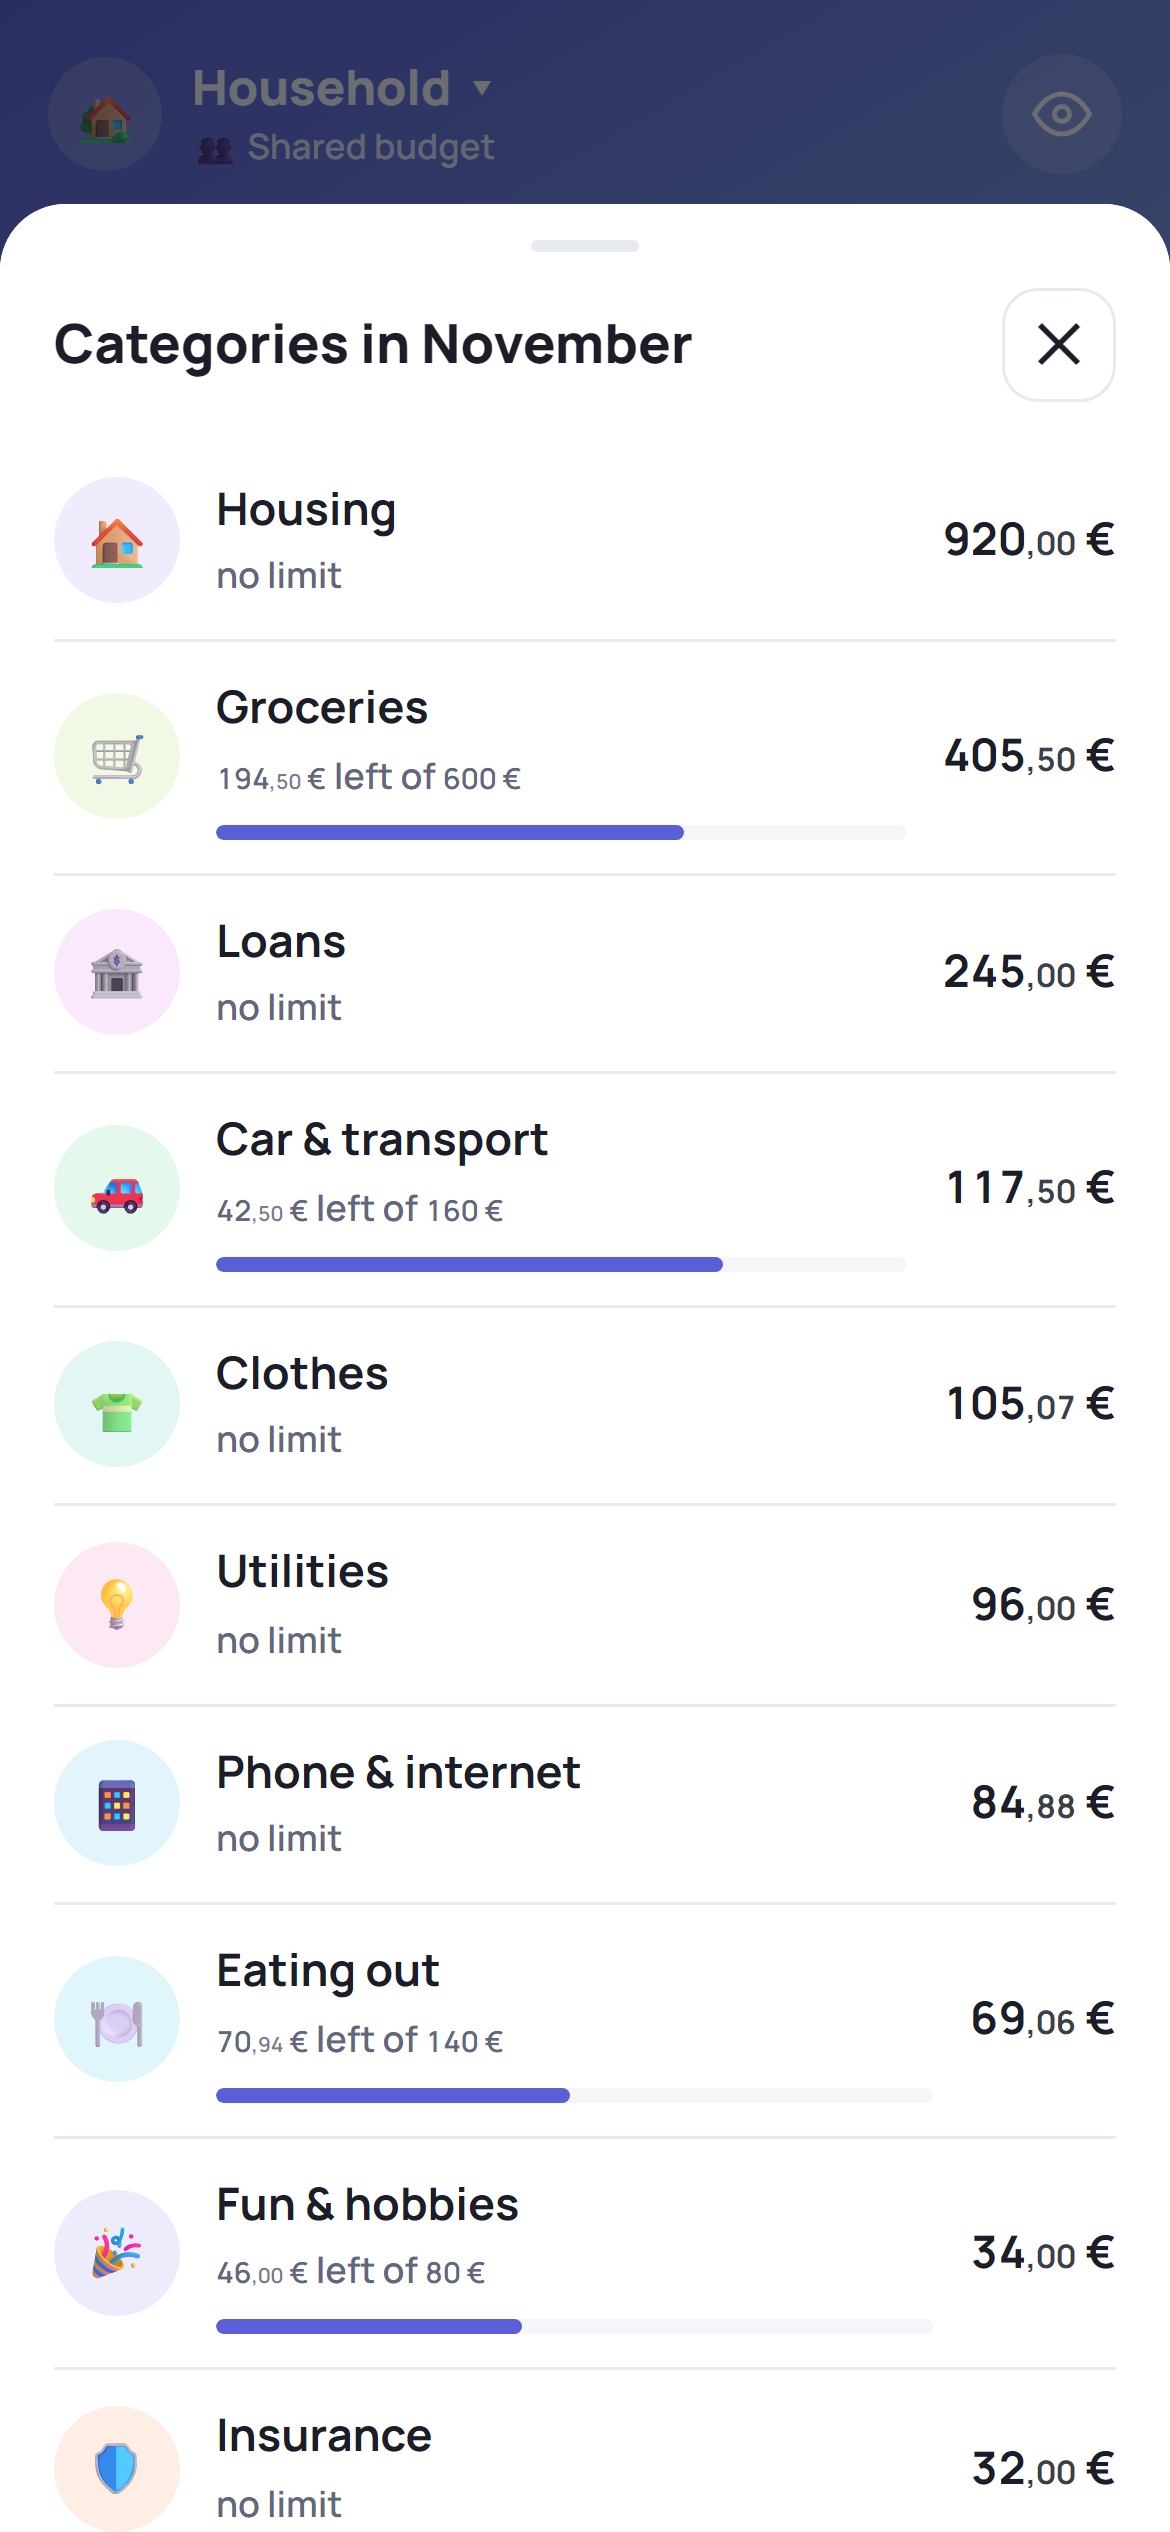 Household
Shared budget
Categories in November
Housing
no limit
920,00 €
Groceries
194,50 € left of 600 €
405,50 €
Loans
no limit
245,00 €
Car & transport
42,50 € left of 160 €
117,50 €
Clothes
no limit
105,07 €
Utilities
no limit
96,00 €
Phone & internet
no limit
84,88 €
Eating out
70,94 € left of 140 €
69,06 €
Fun & hobbies
46,00 € left of 80 €
34,00 €
Insurance
no limit
32,00 €